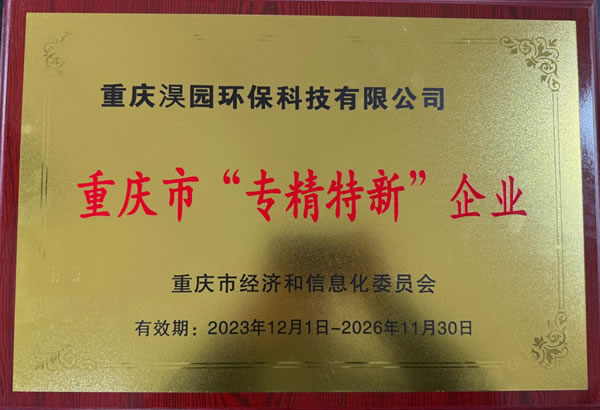 重庆淏园环保科技有限公司
重庆市“专精特新”企业
重庆市经济和信息化委员会
有效期：2023年12月1日-2026年11月30日